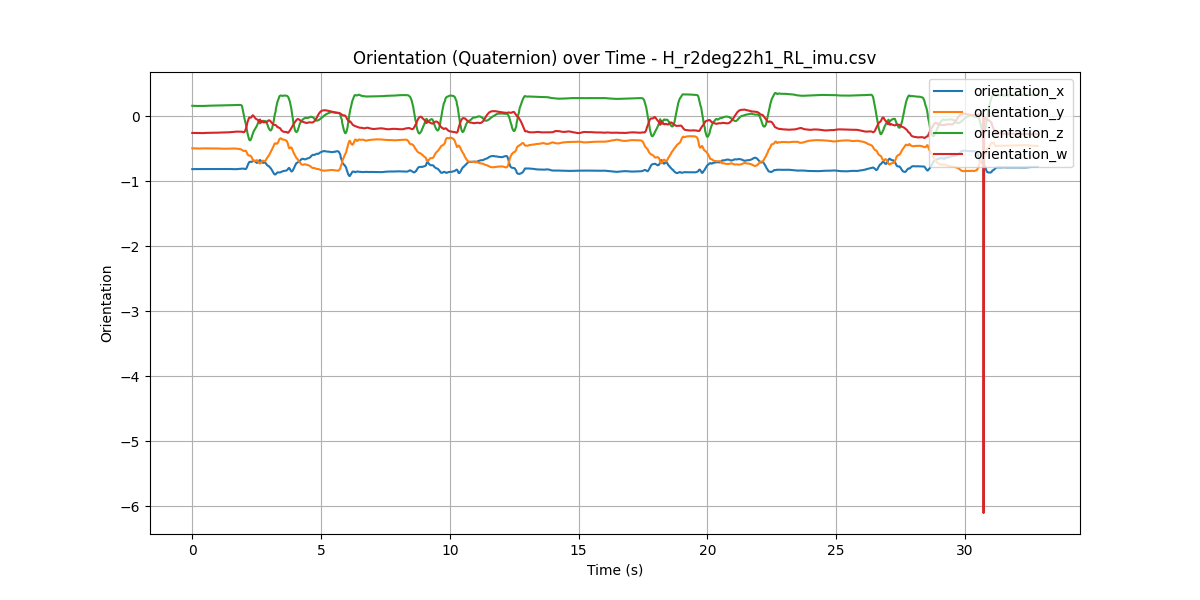 Orientation (Quaternion) over Time - H_r2deg22h1_RL_imu.csv
orientation_x
orientation_y
orientation_z
orientation_w
Orientation
0
−1
−2
−3
−4
−5
−6
0 5 10 15 20 25 30
Time (s)